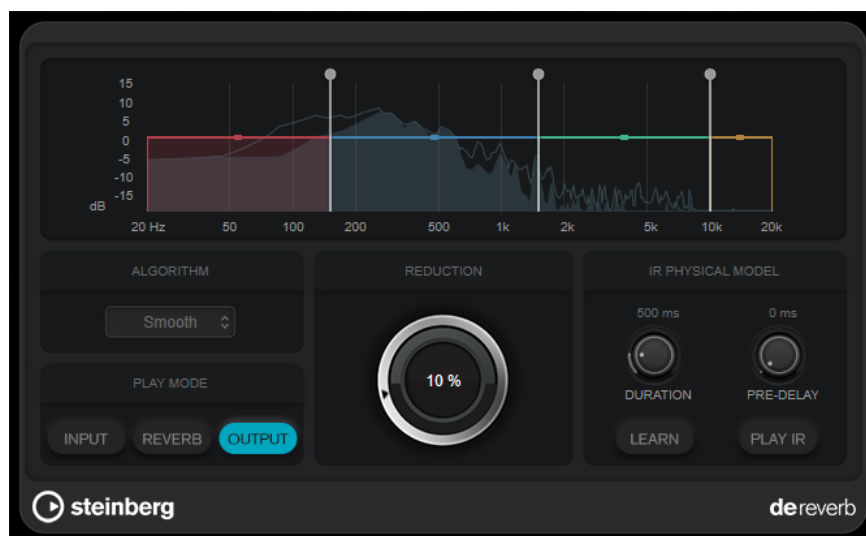 15
10
5
0
-5
-10
-15
dB
20 Hz 50 100 200 500 1k 2k 5k 10k 20k
ALGORITHM
Smooth
PLAY MODE
INPUT REVERB OUTPUT
REDUCTION
10 %
IR PHYSICAL MODEL
500 ms 0 ms
DURATION PRE-DELAY
LEARN PLAY IR
steinberg
dereverb